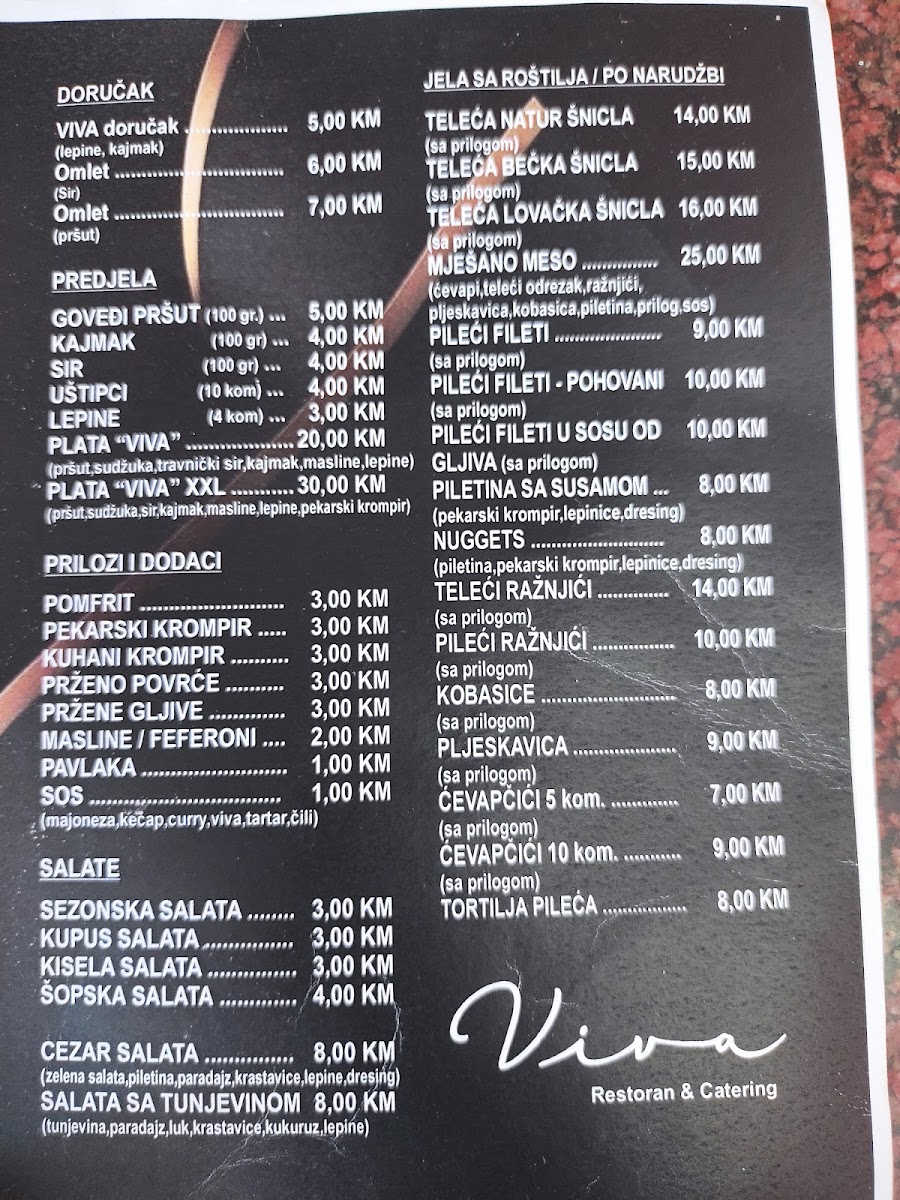 DORUČAK
VIVA doručak ................... 5,00 KM
(lepine, kajmak)
Omlet ............................... 6,00 KM
(Sir)
Omlet ............................... 7,00 KM
(pršut)
PREDJELA
GOVEĐI PRŠUT (100 gr.) ... 5,00 KM
KAJMAK (100 gr) ... 4,00 KM
SIR (100 gr) ... 4,00 KM
UŠTIPCI (10 kom) ... 4,00 KM
LEPINE (4 kom) ... 3,00 KM
PLATA “VIVA” ................... 20,00 KM
(pršut,sudžuka,travnički sir,kajmak,masline,lepine)
PLATA “VIVA” XXL ........... 30,00 KM
(pršut,sudžuka,sir,kajmak,masline,lepine,pekarski krompir)
PRILOZI I DODACI
POMFRIT .......................... 3,00 KM
PEKARSKI KROMPIR ..... 3,00 KM
KUHANI KROMPIR .......... 3,00 KM
PRŽENO POVRĆE ........... 3,00 KM
PRŽENE GLJIVE .............. 3,00 KM
MASLINE / FEFERONI .... 2,00 KM
PAVLAKA .......................... 1,00 KM
SOS ................................... 1,00 KM
(majoneza,kečap,curry,viva,tartar,čili)
SALATE
SEZONSKA SALATA ........ 3,00 KM
KUPUS SALATA ................ 3,00 KM
KISELA SALATA ................ 3,00 KM
ŠOPSKA SALATA ............. 4,00 KM
CEZAR SALATA ................ 8,00 KM
(zelena salata,piletina,paradajz,krastavice,lepine,dresing)
SALATA SA TUNJEVINOM 8,00 KM
(tunjevina,paradajz,luk,krastavice,kukuruz,lepine)
JELA SA ROŠTILJA / PO NARUDŽBI
TELEĆA NATUR ŠNICLA 14,00 KM
(sa prilogom)
TELEĆA BEČKA ŠNICLA 15,00 KM
(sa prilogom)
TELEĆA LOVAČKA ŠNICLA 16,00 KM
(sa prilogom)
MJEŠANO MESO .............. 25,00 KM
(ćevapi,teleći odrezak,ražnjići,
pljeskavica,kobasica,piletina,prilog,sos)
PILEĆI FILETI .................... 9,00 KM
(sa prilogom)
PILEĆI FILETI - POHOVANI 10,00 KM
(sa prilogom)
PILEĆI FILETI U SOSU OD 10,00 KM
GLJIVA (sa prilogom)
PILETINA SA SUSAMOM ... 8,00 KM
(pekarski krompir,lepinice,dresing)
NUGGETS ......................... 8,00 KM
(piletina,pekarski krompir,lepinice,dresing)
TELEĆI RAŽNJIĆI ............. 14,00 KM
(sa prilogom)
PILEĆI RAŽNJIĆI ............... 10,00 KM
(sa prilogom)
KOBASICE ......................... 8,00 KM
(sa prilogom)
PLJESKAVICA ................... 9,00 KM
(sa prilogom)
ĆEVAPČIĆI 5 kom. ............ 7,00 KM
(sa prilogom)
ĆEVAPČIĆI 10 kom. .......... 9,00 KM
(sa prilogom)
TORTILJA PILEĆA ................ 8,00 KM
Viva
Restoran & Catering